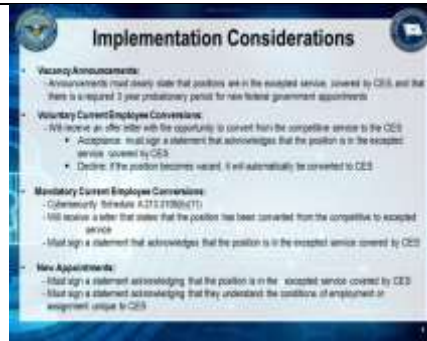 Implementation Considerations
Vacancy Announcements:
- Announcements must clearly state that positions are in the excepted service, covered by CES, and that
there is a required 3 year probationary period for new federal government appointments
Voluntary Current Employee Conversions:
- Will receive an offer letter with the opportunity to convert from the competitive service to the CES
• Acceptance: must sign a statement that acknowledges that the position is in the excepted
service, covered by CES
• Decline: if the position becomes vacant, it will automatically be converted to CES
Mandatory Current Employee Conversions:
- Cybersecurity Schedule A
- Will receive a letter that states that the position has been converted from the competitive to excepted
service
- Must sign a statement that acknowledges that the position is in the excepted service covered by CES
New Appointments:
- Must sign a statement acknowledging that the position is in the excepted service covered by CES
- Must sign a statement acknowledging that they understand the conditions of employment or
assignment unique to CES